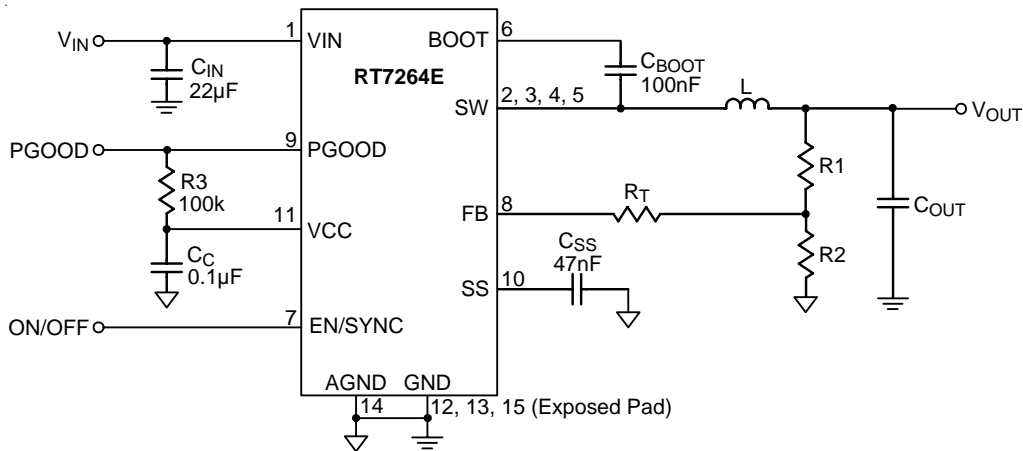 VIN
CIN
22µF
PGOOD
R3
100k
CC
0.1µF
ON/OFF
1
VIN
9
PGOOD
11
VCC
7
EN/SYNC
RT7264E
BOOT
6
SW
2, 3, 4, 5
FB
8
SS
10
AGND
GND
14
12, 13, 15 (Exposed Pad)
CBOOT
100nF
L
VOUT
R1
RT
R2
COUT
CSS
47nF